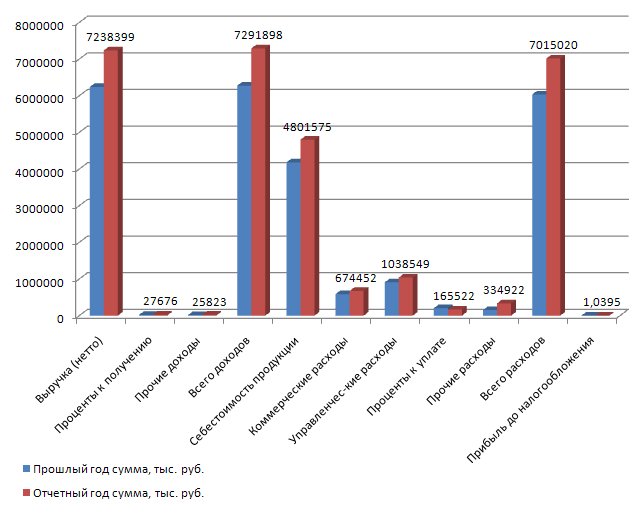 8000000
7000000
6000000
5000000
4000000
3000000
2000000
1000000
0
7238399
27676
25823
7291898
4801575
674452
1038549
165522
334922
7015020
1,0395
Выручка (нетто)
Проценты к получению
Прочие доходы
Всего доходов
Себестоимость продукции
Коммерческие расходы
Управленчес-кие расходы
Проценты к уплате
Прочие расходы
Всего расходов
Прибыль до налогообложения
Прошлый год сумма, тыс. руб.
Отчетный год сумма, тыс. руб.